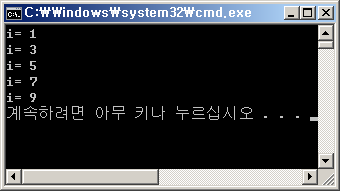 C:₩Windows₩system32₩cmd.exe
i= 1
i= 3
i= 5
i= 7
i= 9
계속하려면 아무 키나 누르십시오 . . .